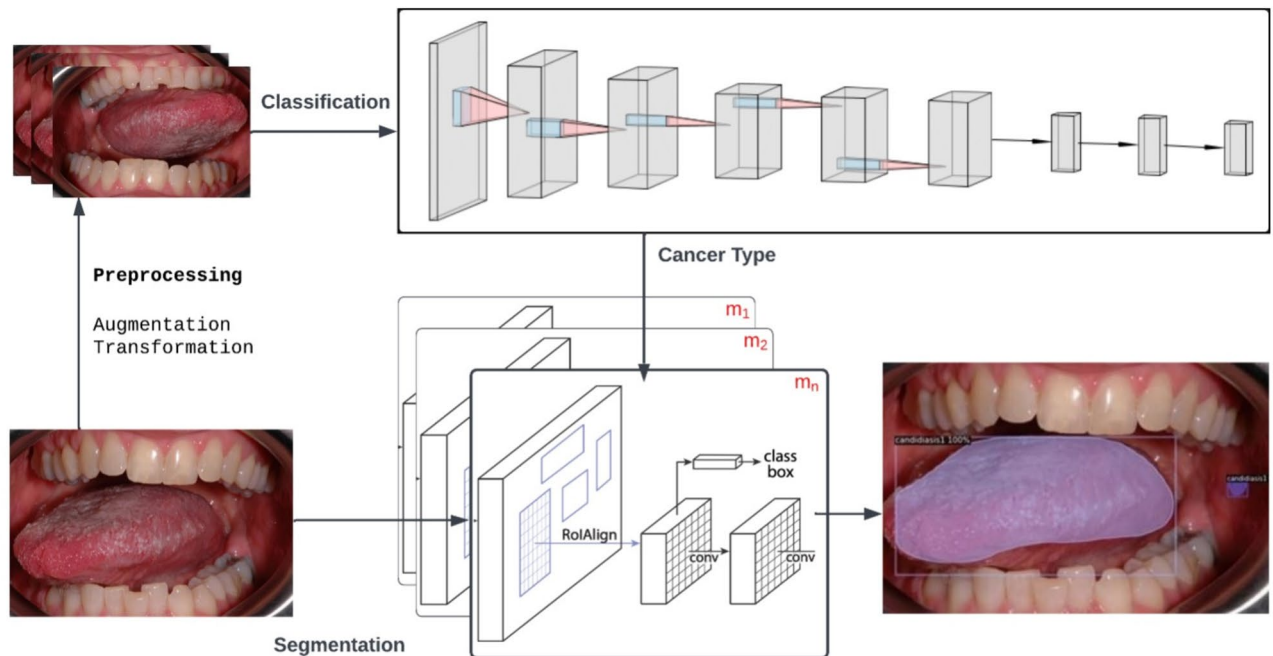 Classification
Cancer Type
Preprocessing
Augmentation
Transformation
m1
m2
mn
class
box
RoIAlign
conv
conv
candidiasis1 100%
candidiasis1
Segmentation